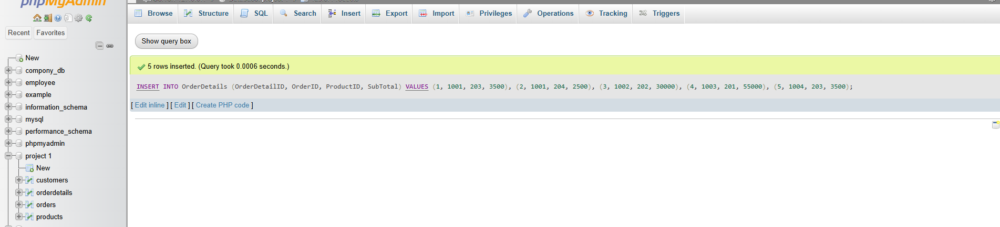 phpMyAdmin
Recent Favorites
New
compony_db
employee
example
information_schema
mysql
performance_schema
phpmyadmin
project 1
New
customers
orderdetails
orders
products
Browse Structure SQL Search Insert Export Import Privileges Operations Tracking Triggers
Show query box
5 rows inserted. (Query took 0.0006 seconds.)
INSERT INTO OrderDetails (OrderDetailID, OrderID, ProductID, SubTotal) VALUES (1, 1001, 203, 3500), (2, 1001, 204, 2500), (3, 1002, 202, 30000), (4, 1003, 201, 55000), (5, 1004, 203, 3500);
[ Edit inline ] [ Edit ] [ Create PHP code ]